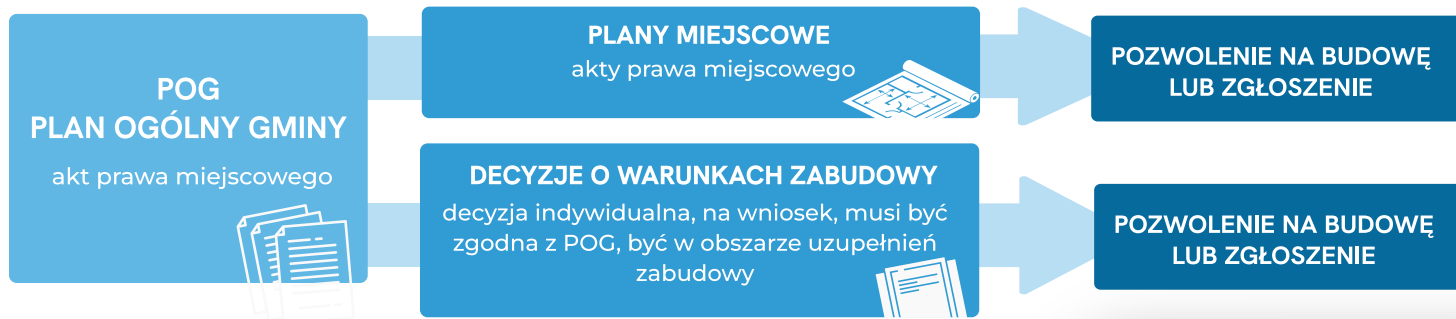 POG
PLAN OGÓLNY GMINY
akt prawa miejscowego
PLANY MIEJSCOWE
akty prawa miejscowego
POZWOLENIE NA BUDOWĘ
LUB ZGŁOSZENIE
DECYZJE O WARUNKACH ZABUDOWY
decyzja indywidualna, na wniosek, musi być
zgodna z POG, być w obszarze uzupełnień
zabudowy
POZWOLENIE NA BUDOWĘ
LUB ZGŁOSZENIE